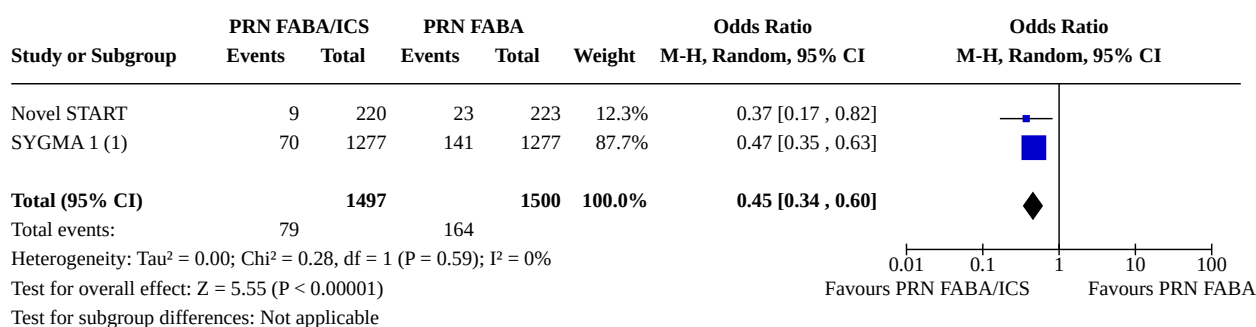 PRN FABA/ICS PRN FABA Odds Ratio Odds Ratio
Study or Subgroup Events Total Events Total Weight M-H, Random, 95% CI M-H, Random, 95% CI
Novel START 9 220 23 223 12.3% 0.37 [0.17 , 0.82]
SYGMA 1 (1) 70 1277 141 1277 87.7% 0.47 [0.35 , 0.63]
Total (95% CI) 1497 1500 100.0% 0.45 [0.34 , 0.60]
Total events: 79 164
Heterogeneity: Tau² = 0.00; Chi² = 0.28, df = 1 (P = 0.59); I² = 0%
0.01 0.1 1 10 100
Test for overall effect: Z = 5.55 (P < 0.00001) Favours PRN FABA/ICS Favours PRN FABA
Test for subgroup differences: Not applicable